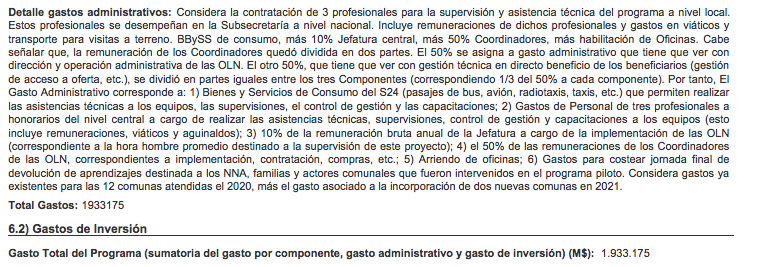 Detalle gastos administrativos: Considera la contratación de 3 profesionales para la supervisión y asistencia técnica del programa a nivel local.
Estos profesionales se desempeñan en la Subsecretaría a nivel nacional. Incluye remuneraciones de dichos profesionales y gastos en viáticos y
transporte para visitas a terreno. BBySS de consumo, más 10% Jefatura central, más 50% Coordinadores, más habilitación de Oficinas. Cabe
señalar que, la remuneración de los Coordinadores quedó dividida en dos partes. El 50% se asigna a gasto administrativo que tiene que ver con
dirección y operación administrativa de las OLN. El otro 50%, que tiene que ver con gestión técnica en directo beneficio de los beneficiarios (gestión
de acceso a oferta, etc.), se dividió en partes iguales entre los tres Componentes (correspondiendo 1/3 del 50% a cada componente). Por tanto, El
Gasto Administrativo corresponde a: 1) Bienes y Servicios de Consumo del S24 (pasajes de bus, avión, radiotaxis, taxis, etc.) que permiten realizar
las asistencias técnicas a los equipos, las supervisiones, el control de gestión y las capacitaciones; 2) Gastos de Personal de tres profesionales a
honorarios del nivel central a cargo de realizar las asistencias técnicas, supervisiones, control de gestión y capacitaciones a los equipos (esto
incluye remuneraciones, viáticos y aguinaldos); 3) 10% de la remuneración bruta anual de la Jefatura a cargo de la implementación de las OLN
(correspondiente a la hora hombre promedio destinado a la supervisión de este proyecto); 4) el 50% de las remuneraciones de los Coordinadores
de las OLN, correspondientes a implementación, contratación, compras, etc.; 5) Arriendo de oficinas; 6) Gastos para costear jornada final de
devolución de aprendizajes destinada a los NNA, familias y actores comunales que fueron intervenidos en el programa piloto. Considera gastos ya
existentes para las 12 comunas atendidas el 2020, más el gasto asociado a la incorporación de dos nuevas comunas en 2021.
Total Gastos: 1933175
6.2) Gastos de Inversión
Gasto Total del Programa (sumatoria del gasto por componente, gasto administrativo y gasto de inversión) (M$): 1.933.175